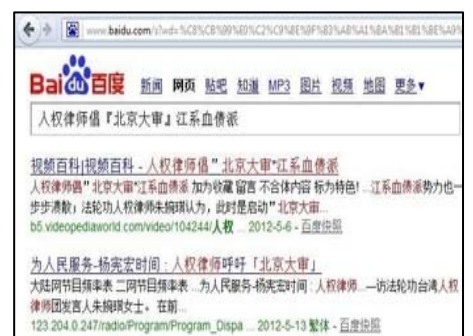 www.baidu.com/s?wd=
Bai百度 新闻 网页 贴吧 知道 MP3 图片 视频 地图 更多▼
人权律师倡『北京大审』江系血债派
视频百科|视频百科 - 人权律师倡"北京大审"江系血债派
人权律师倡"北京大审"江系血债派 加为收藏 留言 不合体内容 标为特色! ...江系血债派势力也一
步步溃散，法轮功人权律师朱婉琪认为，此时是启动"北京大审...
b5.videopediaworld.com/video/104244/人权 ... 2012-5-6 - 百度快照
为人民服务-杨宪宏时间：人权律师呼吁「北京大审」
大陆网节目频率表 二网节目频率表 ...为人民服务-杨宪宏时间：人权律师...—访法轮功台湾人权
律师团发言人朱婉琪女士。 在前...
123.204.0.247/radio/Program/Program_Dispa ... 2012-5-13 繁体 - 百度快照